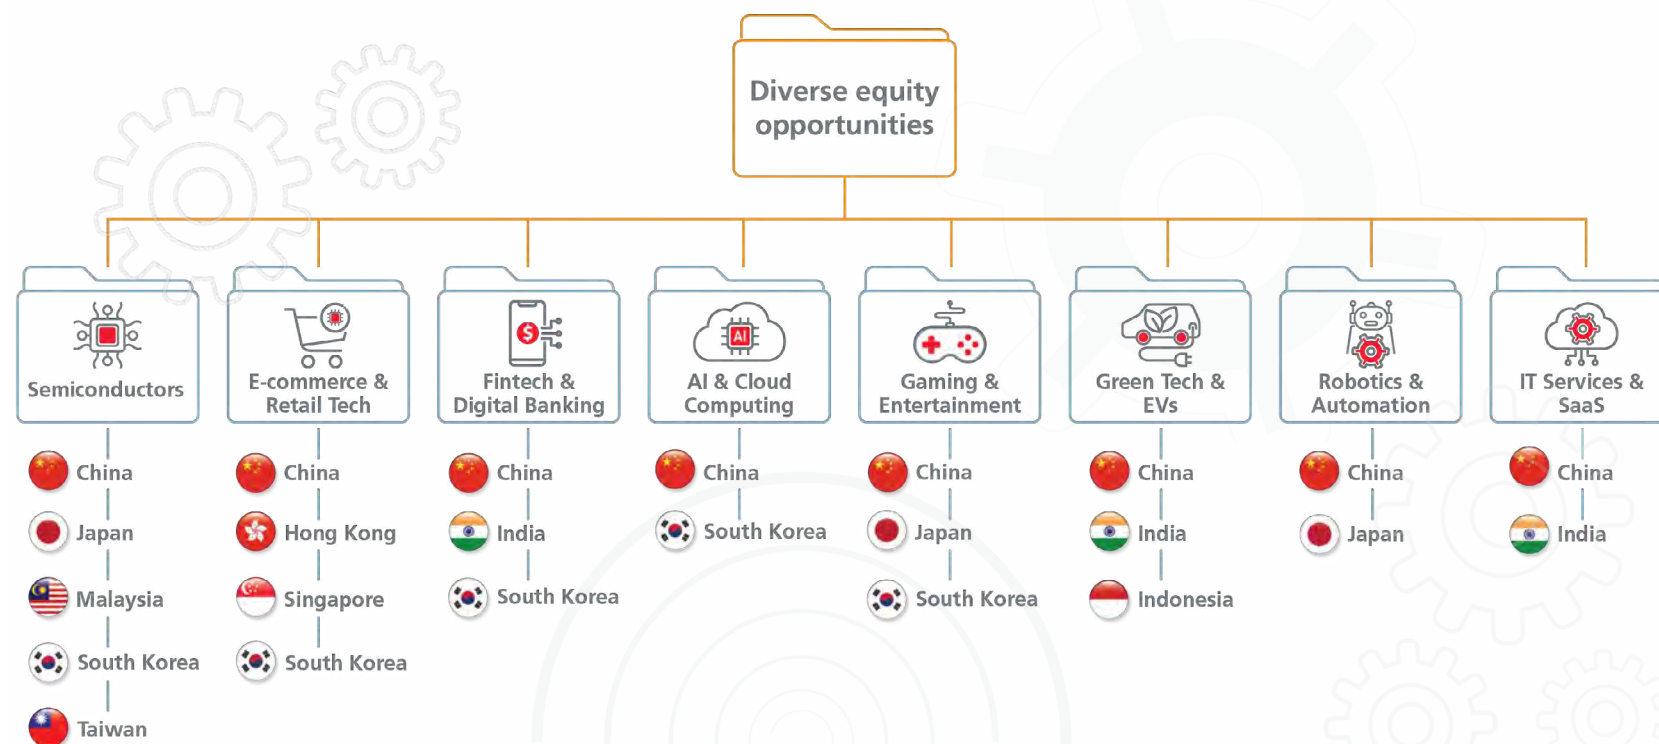 Diverse equity
opportunities
Semiconductors
China
Japan
Malaysia
South Korea
Taiwan
E-commerce &
Retail Tech
China
Hong Kong
Singapore
South Korea
$
Fintech &
Digital Banking
China
India
South Korea
AI
AI & Cloud
Computing
China
South Korea
Gaming &
Entertainment
China
Japan
South Korea
Green Tech &
EVs
China
India
Indonesia
Robotics &
Automation
China
Japan
IT Services &
SaaS
China
India